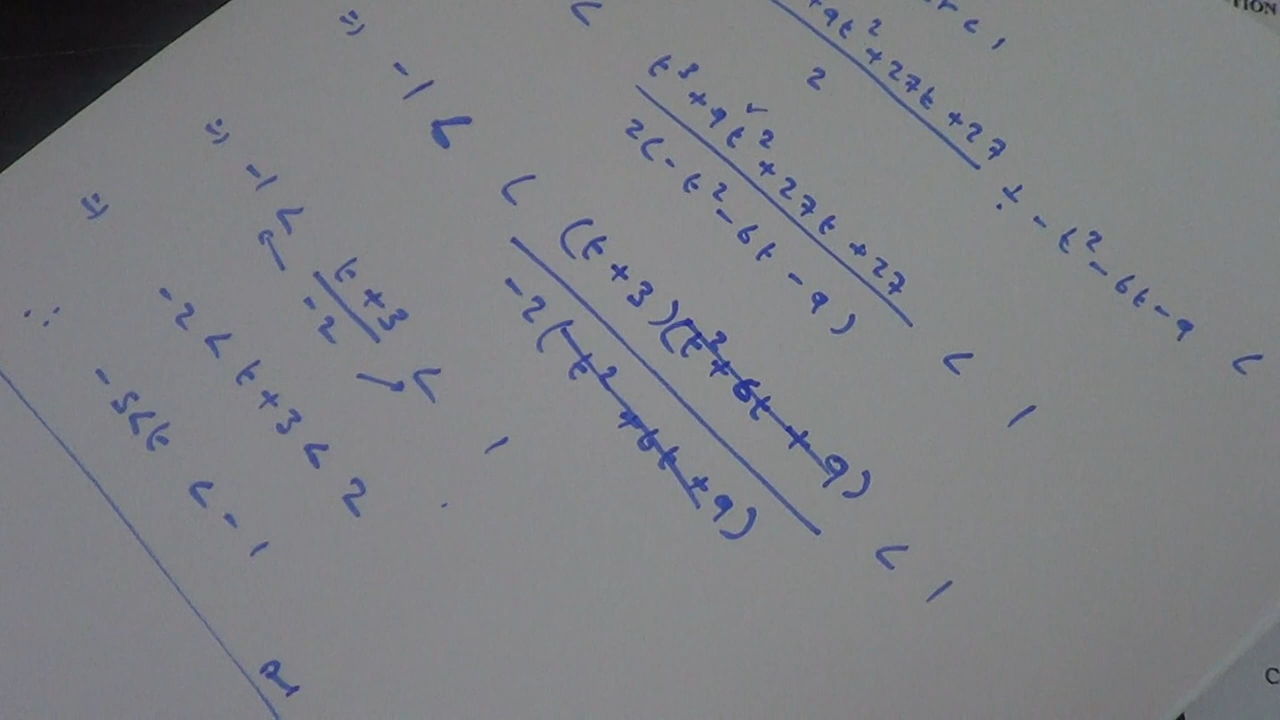 +9t² + 27t + 27 / 2 ÷ -t² - 6t - 9 <
=) -1 < t³ + 9t² + 27t + 27 / 2(-t² - 6t - 9) < 1
=) -1 < (t + 3)(t² + 6t + 9) / -2(t² + 6t + 9) < 1
=) -1 < t + 3 / -2 < 1
-2 < t + 3 < 2
∴ -5 < t < -1